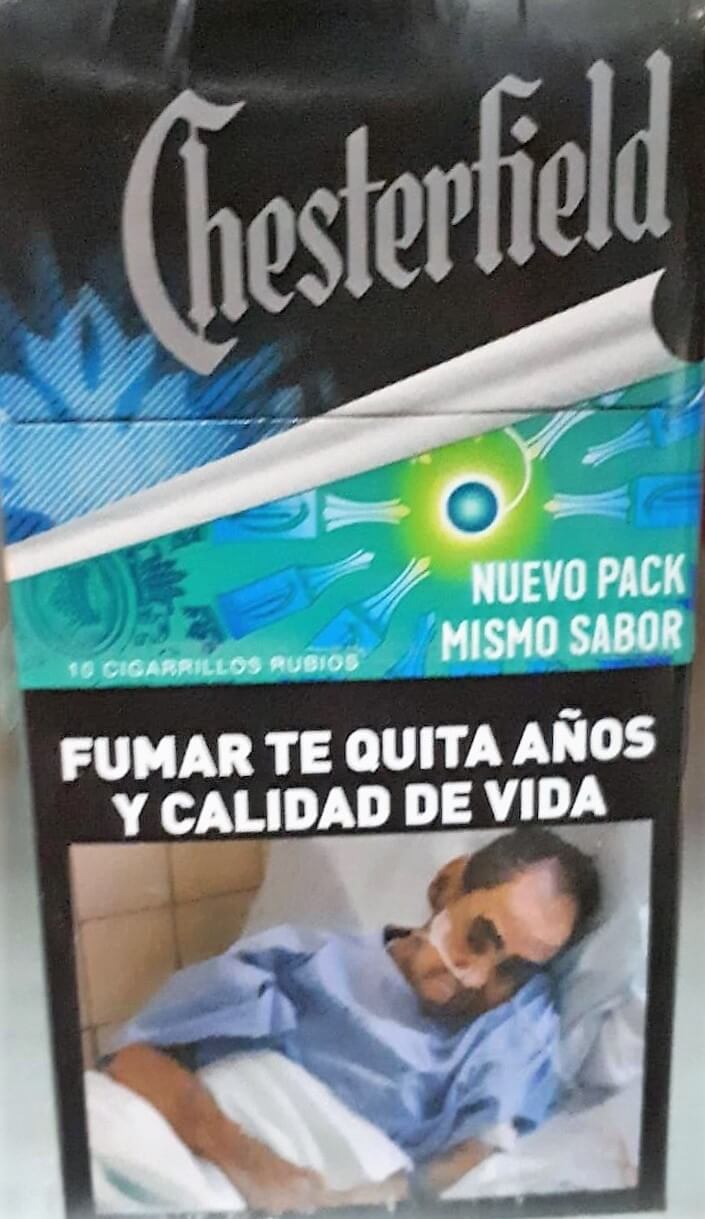 Chesterfield
NUEVO PACK
MISMO SABOR
10 CIGARRILLOS RUBIOS
FUMAR TE QUITA AÑOS
Y CALIDAD DE VIDA